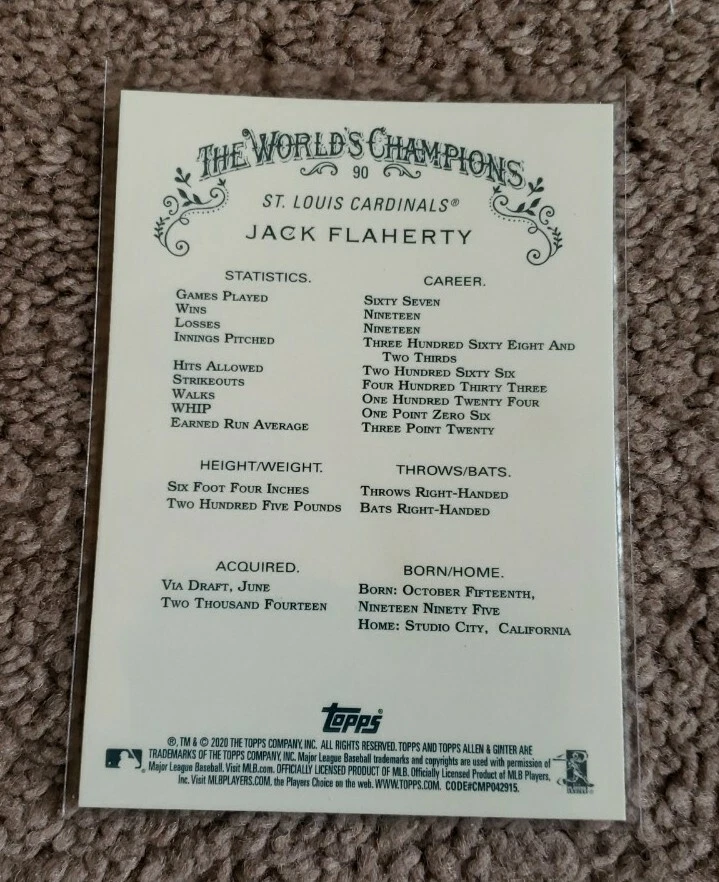 THE WORLD'S CHAMPIONS
90
ST. LOUIS CARDINALS®
JACK FLAHERTY
STATISTICS. CAREER.
GAMES PLAYED SIXTY SEVEN
WINS NINETEEN
LOSSES NINETEEN
INNINGS PITCHED THREE HUNDRED SIXTY EIGHT AND
TWO THIRDS
HITS ALLOWED TWO HUNDRED SIXTY SIX
STRIKEOUTS FOUR HUNDRED THIRTY THREE
WALKS ONE HUNDRED TWENTY FOUR
WHIP ONE POINT ZERO SIX
EARNED RUN AVERAGE THREE POINT TWENTY
HEIGHT/WEIGHT. THROWS/BATS.
SIX FOOT FOUR INCHES THROWS RIGHT-HANDED
TWO HUNDRED FIVE POUNDS BATS RIGHT-HANDED
ACQUIRED. BORN/HOME.
VIA DRAFT, JUNE BORN: OCTOBER FIFTEENTH,
TWO THOUSAND FOURTEEN NINETEEN NINETY FIVE
HOME: STUDIO CITY, CALIFORNIA
Topps®
®, TM & © 2020 THE TOPPS COMPANY, INC. ALL RIGHTS RESERVED. TOPPS AND TOPPS ALLEN & GINTER ARE
TRADEMARKS OF THE TOPPS COMPANY, INC. Major League Baseball trademarks and copyrights are used with permission of
Major League Baseball. Visit MLB.com. OFFICIALLY LICENSED PRODUCT OF MLB. Officially Licensed Product of MLB Players,
Inc. Visit MLBPLAYERS.com, the Players Choice on the web. WWW.TOPPS.COM. CODE#CMP042915.